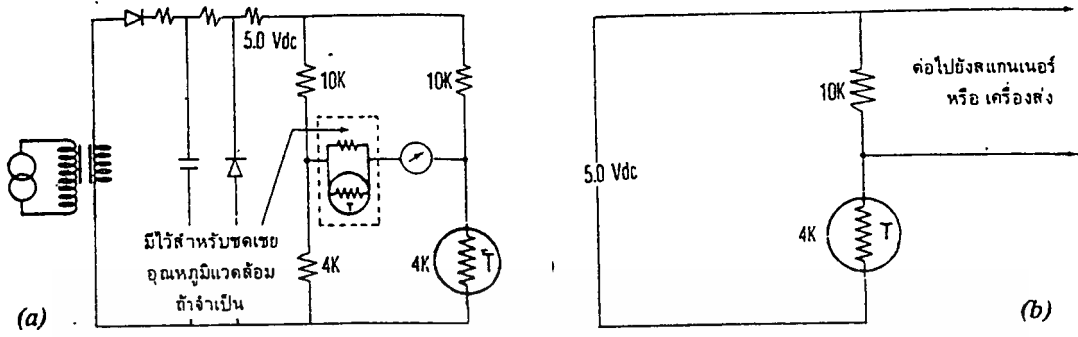 5.0 Vdc
10K
10K
T
มีไว้สำหรับชดเชย
อุณหภูมิแวดล้อม
ถ้าจำเป็น
4K
4K
T
(a)
ต่อไปยังสแกนเนอร์
หรือ เครื่องส่ง
10K
5.0 Vdc
4K
T
(b)